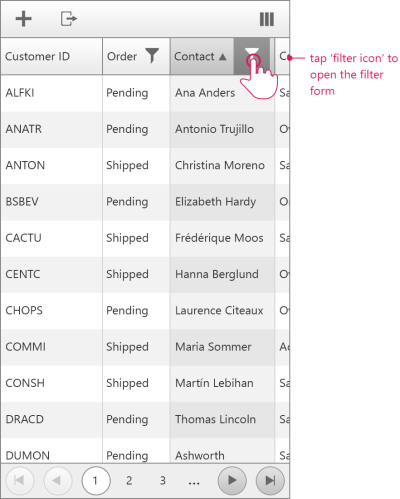 Customer ID Order Contact
tap 'filter icon' to
open the filter
form
ALFKI Pending Ana Anders Sa
ANATR Pending Antonio Trujillo
ANTON Shipped Christina Moreno Sa
BSBEV Pending Elizabeth Hardy
CACTU Shipped Frédérique Moos Sa
CENTC Shipped Hanna Berglund
CHOPS Pending Laurence Citeaux
COMMI Shipped Maria Sommer
CONSH Shipped Martín Lebihan Sa
DRACD Pending Thomas Lincoln Sa
DUMON Pending Ashworth Sa
1 2 3 ...